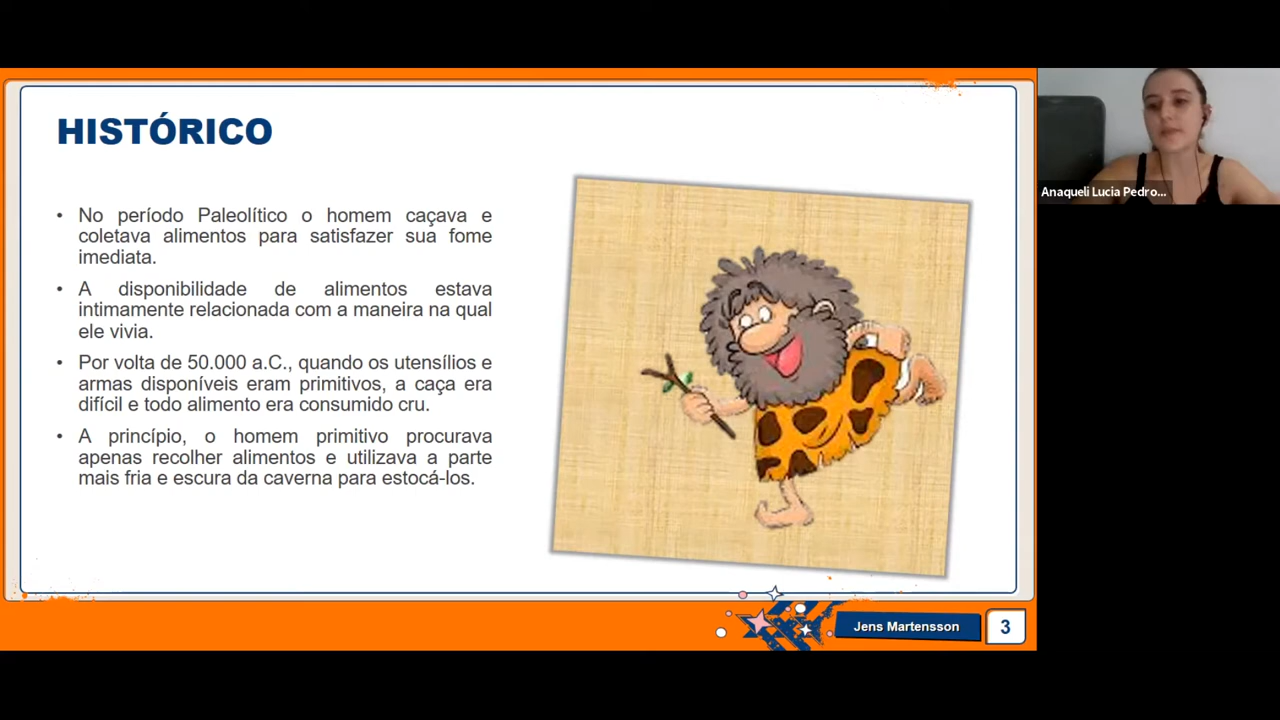 HISTÓRICO
• No período Paleolítico o homem caçava e
coletava alimentos para satisfazer sua fome
imediata.
• A disponibilidade de alimentos estava
intimamente relacionada com a maneira na qual
ele vivia.
• Por volta de 50.000 a.C., quando os utensílios e
armas disponíveis eram primitivos, a caça era
difícil e todo alimento era consumido cru.
• A princípio, o homem primitivo procurava
apenas recolher alimentos e utilizava a parte
mais fria e escura da caverna para estocá-los.
Anaqueli Lucia Pedro...
Jens Martensson
3